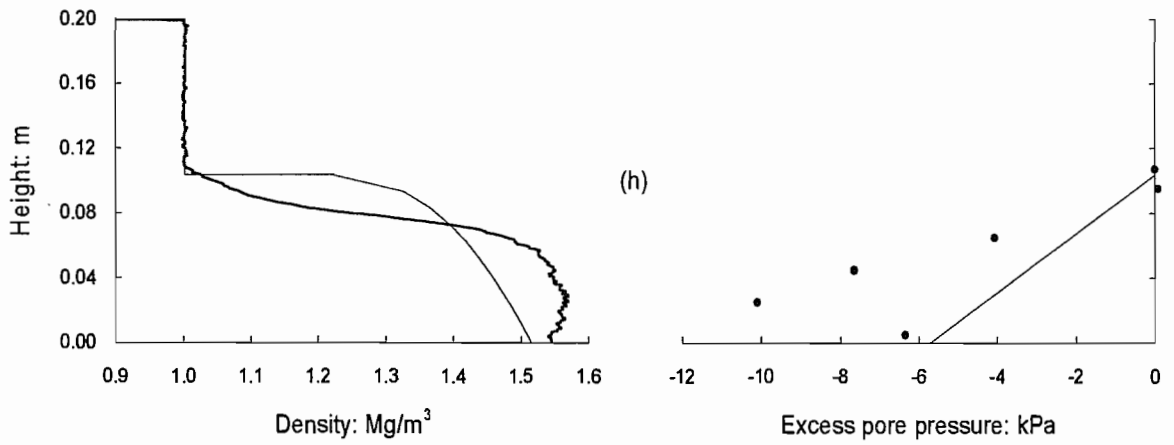 0.20
0.16
0.12
0.08
0.04
0.00
Height: m
0.9 1.0 1.1 1.2 1.3 1.4 1.5 1.6
Density: Mg/m³
(h)
-12 -10 -8 -6 -4 -2 0
Excess pore pressure: kPa